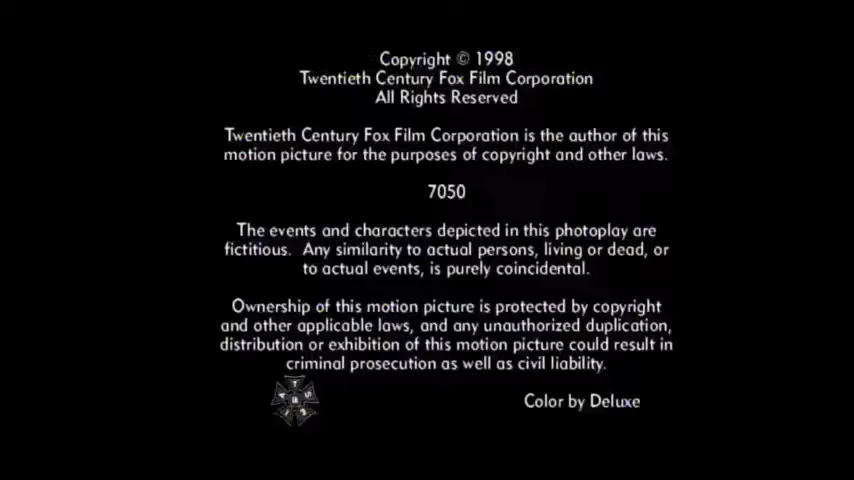 Copyright © 1998
Twentieth Century Fox Film Corporation
All Rights Reserved
Twentieth Century Fox Film Corporation is the author of this
motion picture for the purposes of copyright and other laws.
7050
The events and characters depicted in this photoplay are
fictitious.  Any similarity to actual persons, living or dead, or
to actual events, is purely coincidental.
Ownership of this motion picture is protected by copyright
and other applicable laws, and any unauthorized duplication,
distribution or exhibition of this motion picture could result in
criminal prosecution as well as civil liability.
Color by Deluxe